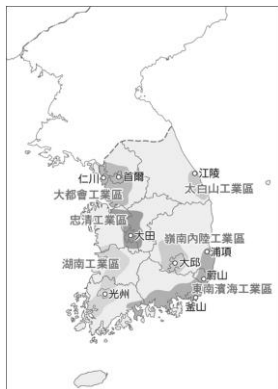 江陵
仁川
首爾
太白山工業區
大都會工業區
忠清工業區
大田
嶺南內陸工業區
浦項
湖南工業區
大邱
蔚山
光州
東南濱海工業區
釜山